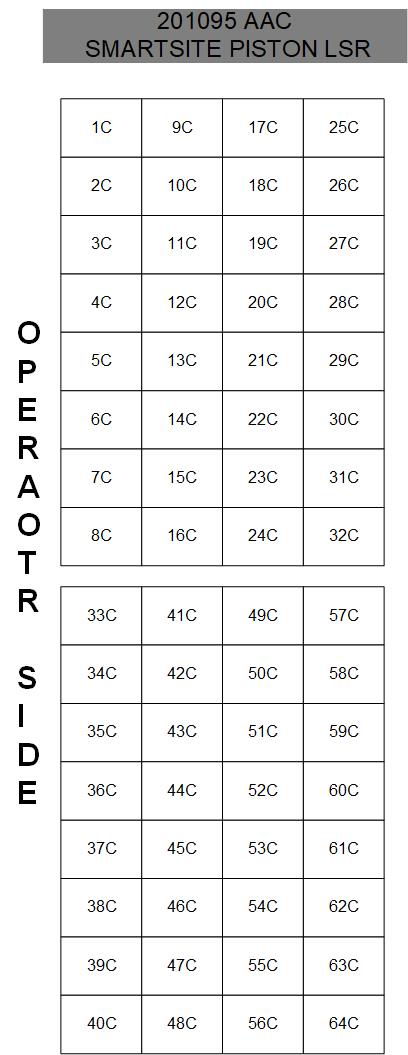 201095 AAC
SMARTSITE PISTON LSR
OPERAOTR SIDE
1C 9C 17C 25C
2C 10C 18C 26C
3C 11C 19C 27C
4C 12C 20C 28C
5C 13C 21C 29C
6C 14C 22C 30C
7C 15C 23C 31C
8C 16C 24C 32C
33C 41C 49C 57C
34C 42C 50C 58C
35C 43C 51C 59C
36C 44C 52C 60C
37C 45C 53C 61C
38C 46C 54C 62C
39C 47C 55C 63C
40C 48C 56C 64C